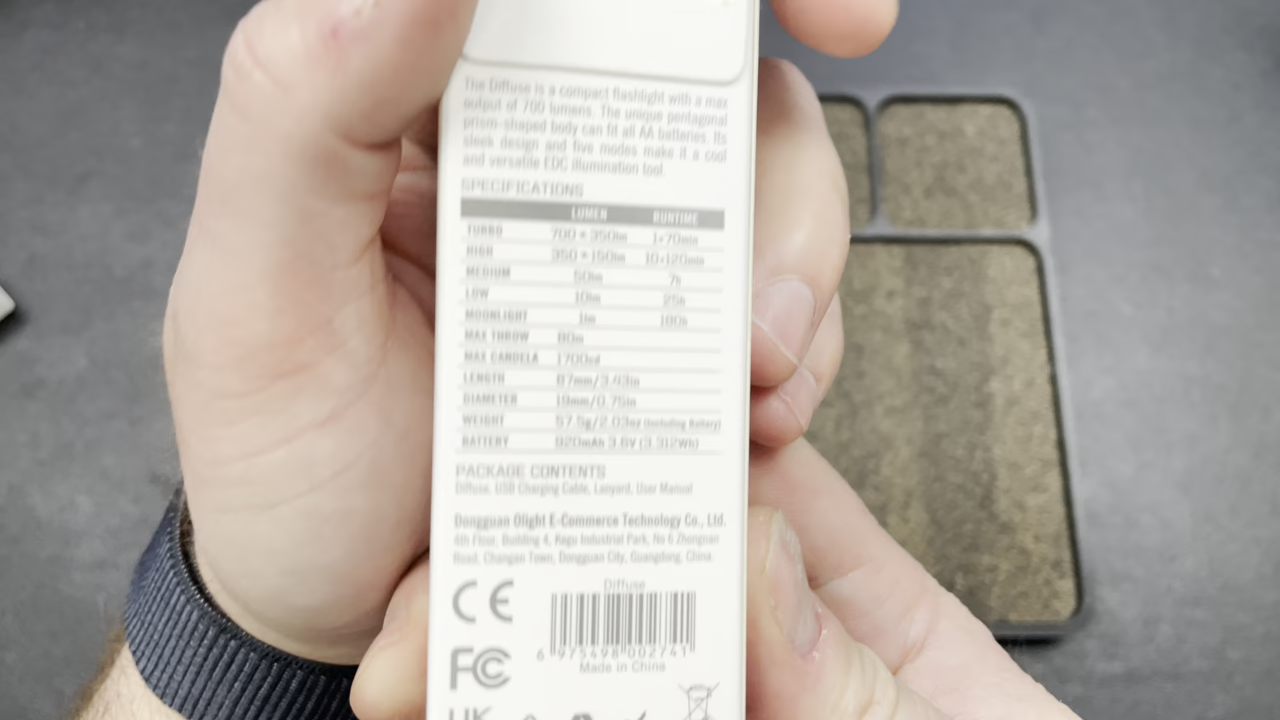 The Diffuse is a compact flashlight with a max
output of 700 lumens. The unique pentagonal
prism-shaped body can fit all AA batteries. Its
sleek design and five modes make it a cool
and versatile EDC illumination tool.
SPECIFICATIONS
LUMEN RUNTIME
TURBO 700 + 350lm 1+70min
HIGH 350 + 150lm 10+120min
MEDIUM 50lm 7h
LOW 10lm 25h
MOONLIGHT 1lm 180h
MAX THROW 80m
MAX CANDELA 1700cd
LENGTH 87mm/3.43in
DIAMETER 19mm/0.75in
WEIGHT 57.5g/2.03oz (Including Battery)
BATTERY 920mAh 3.6V (3.312Wh)
PACKAGE CONTENTS
Diffuse, USB Charging Cable, Lanyard, User Manual
Dongguan Olight E-Commerce Technology Co., Ltd.
4th Floor, Building 4, Kegu Industrial Park, No 6 Zhongnan
Road, Changan Town, Dongguan City, Guangdong, China.
CE
Diffuse
6 975498 002741
Made in China
FC
UK